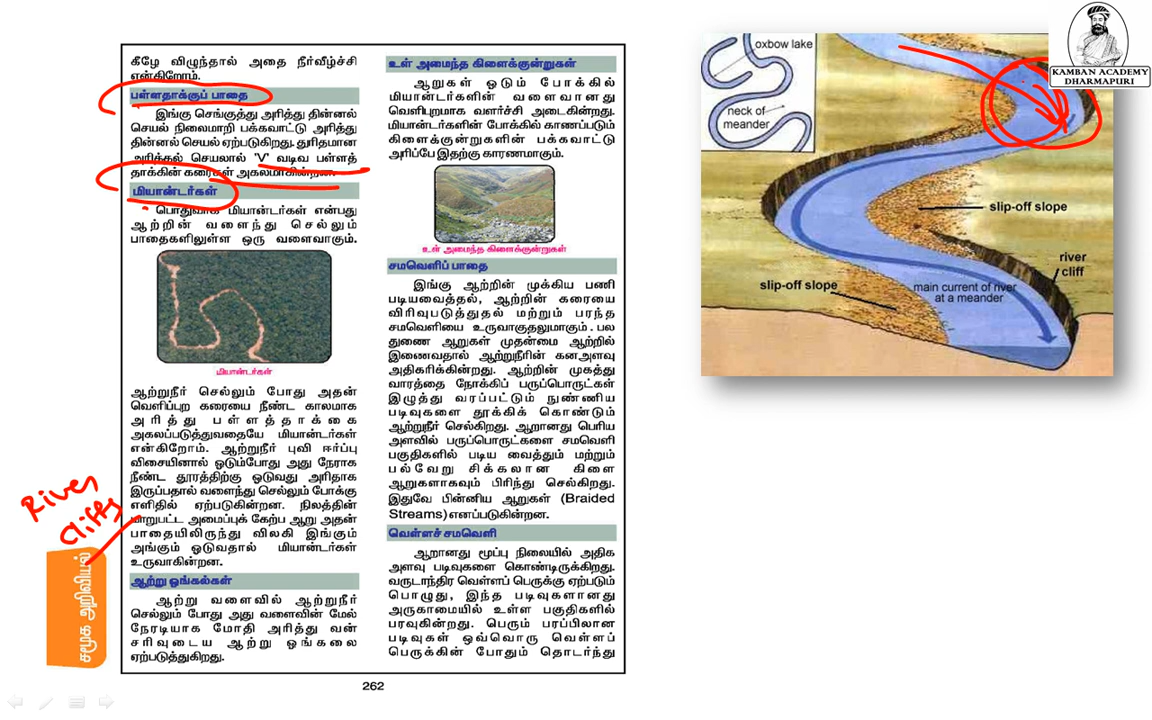 கீழே விழுந்தால் அதை நீர்வீழ்ச்சி
என்கிறோம்.
பள்ளதாக்குப் பாதை
இங்கு செங்குத்து அரித்து தின்னல்
செயல் நிலைமாறி பக்கவாட்டு அரித்து
தின்னல் செயல் ஏற்படுகிறது. துரிதமான
அரித்தல் செயலால் 'V' வடிவ பள்ளத்
தாக்கின் கரைகள் அகலமாகின்றன.
மியாண்டர்கள்
பொதுவாக மியாண்டர்கள் என்பது
ஆற்றின் வளைந்து செல்லும்
பாதைகளிலுள்ள ஒரு வளைவாகும்.
மியாண்டர்கள்
ஆற்றுநீர் செல்லும் போது அதன்
வெளிப்புற கரையை நீண்ட காலமாக
அரித்து பள்ளத்தாக்கை
அகலப்படுத்துவதையே மியாண்டர்கள்
என்கிறோம். ஆற்றுநீர் புவி ஈர்ப்பு
விசையினால் ஓடும்போது அது நேராக
நீண்ட தூரத்திற்கு ஓடுவது அரிதாக
இருப்பதால் வளைந்து செல்லும் போக்கு
எளிதில் ஏற்படுகின்றன. நிலத்தின்
மாறுபட்ட அமைப்புக் கேற்ப ஆறு அதன்
பாதையிலிருந்து விலகி இங்கும்
அங்கும் ஓடுவதால் மியாண்டர்கள்
உருவாகின்றன.
ஆற்று ஓங்கல்கள்
ஆற்று வளைவில் ஆற்றுநீர்
செல்லும் போது அது வளைவின் மேல்
நேரடியாக மோதி அரித்து வன்
சரிவுடைய ஆற்று ஓங்கலை
ஏற்படுத்துகிறது.
River
Cliffs
சமூக அறிவியல்
உள் அமைந்த கிளைக்குன்றுகள்
ஆறுகள் ஓடும் போக்கில்
மியாண்டர்களின் வளைவானது
வெளிபுறமாக வளர்ச்சி அடைகின்றது.
மியாண்டர்களின் போக்கில் காணப்படும்
கிளைக்குன்றுகளின் பக்கவாட்டு
அரிப்பே இதற்கு காரணமாகும்.
உள் அமைந்த கிளைக்குன்றுகள்
சமவெளிப் பாதை
இங்கு ஆற்றின் முக்கிய பணி
படியவைத்தல், ஆற்றின் கரையை
விரிவுபடுத்துதல் மற்றும் பரந்த
சமவெளியை உருவாகுதலுமாகும். பல
துணை ஆறுகள் முதன்மை ஆற்றில்
இணைவதால் ஆற்றுநீரின் கனஅளவு
அதிகரிக்கின்றது. ஆற்றின் முகத்து
வாரத்தை நோக்கிப் பருப்பொருட்கள்
இழுத்து வரப்பட்டும் நுண்ணிய
படிவுகளை தூக்கிக் கொண்டும்
ஆற்றுநீர் செல்கிறது. ஆறானது பெரிய
அளவில் பருப்பொருட்களை சமவெளி
பகுதிகளில் படிய வைத்தும் மற்றும்
பல்வேறு சிக்கலான கிளை
ஆறுகளாகவும் பிரிந்து செல்கிறது.
இதுவே பின்னிய ஆறுகள் (Braided
Streams) எனப்படுகின்றன.
வெள்ளச் சமவெளி
ஆறானது மூப்பு நிலையில் அதிக
அளவு படிவுகளை கொண்டிருக்கிறது.
வருடாந்திர வெள்ளப் பெருக்கு ஏற்படும்
பொழுது, இந்த படிவுகளானது
அருகாமையில் உள்ள பகுதிகளில்
பரவுகின்றது. பெரும் பரப்பிலான
படிவுகள் ஒவ்வொரு வெள்ளப்
பெருக்கின் போதும் தொடர்ந்து
262
oxbow lake
neck of
meander
slip-off slope
river
cliff
slip-off slope
main current of river
at a meander
KAMBAN ACADEMY
DHARMAPURI